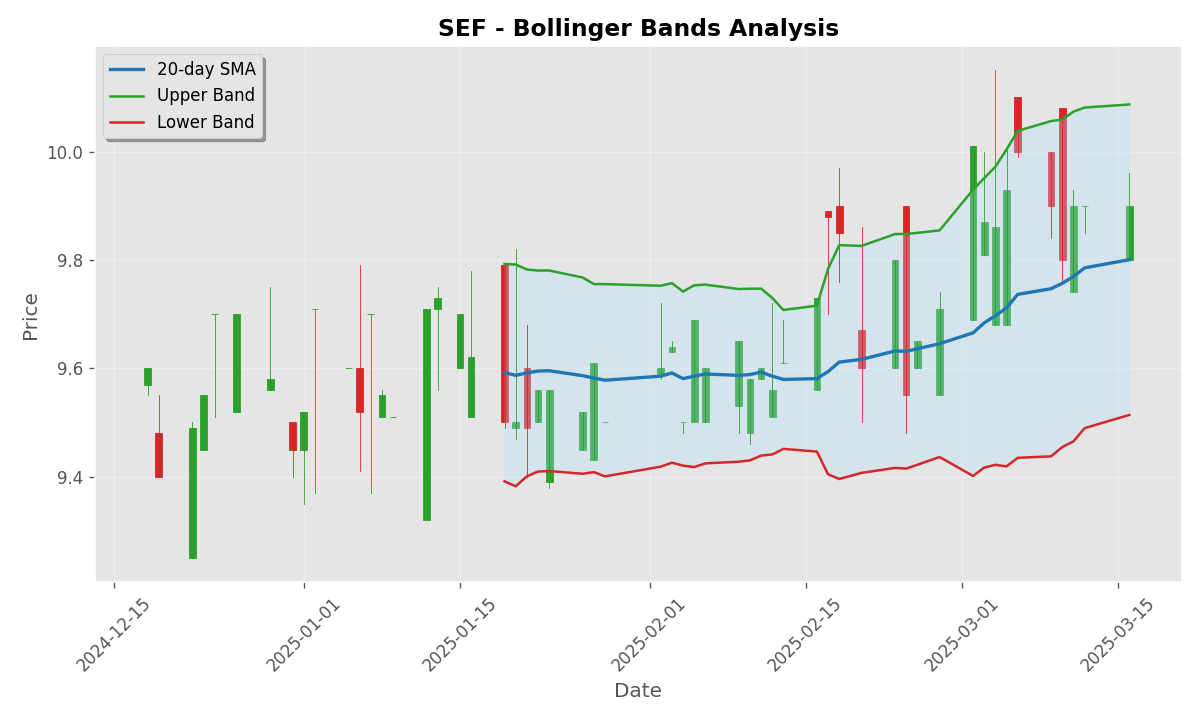 SEF - Bollinger Bands Analysis
20-day SMA
Upper Band
Lower Band
Price
10.0
9.8
9.6
9.4
2024-12-15
2025-01-01
2025-01-15
2025-02-01
2025-02-15
2025-03-01
2025-03-15
Date